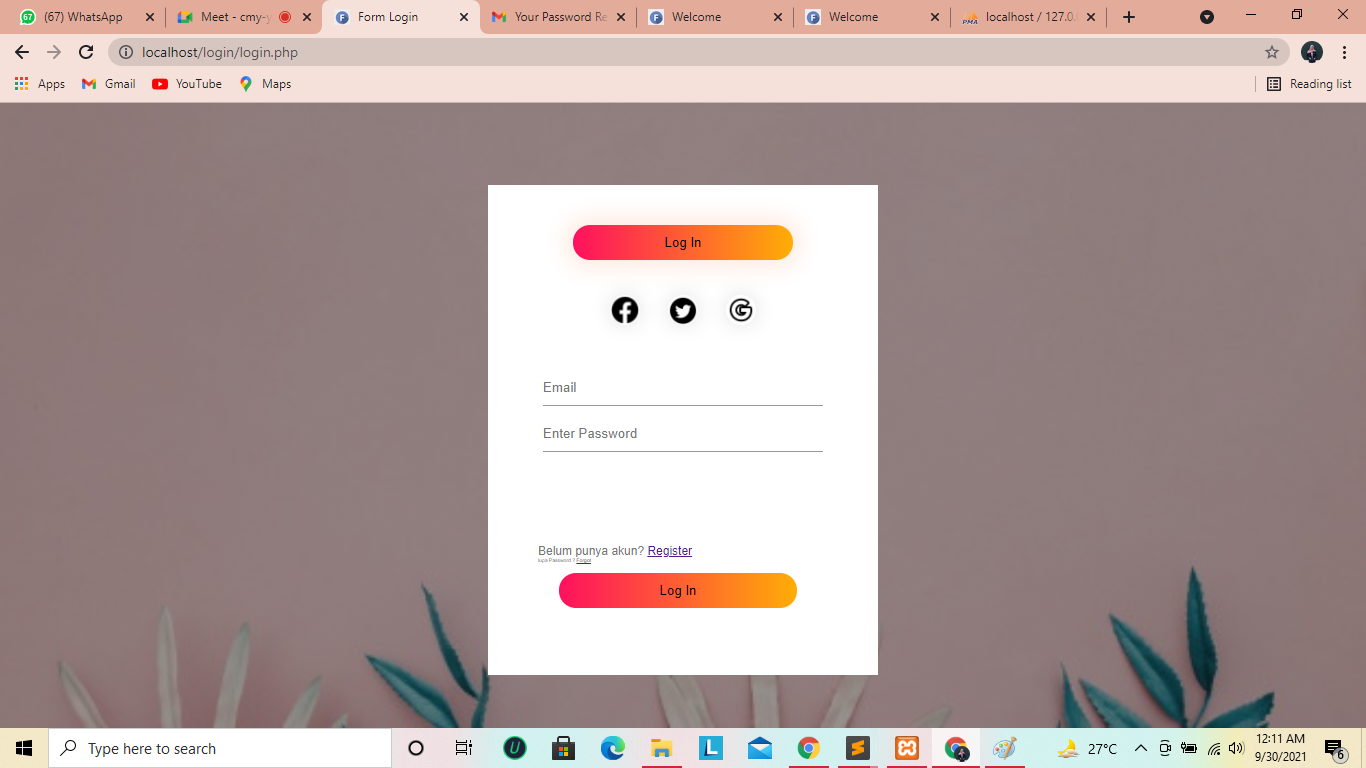 67
(67) WhatsApp
Meet - cmy-y
Form Login
Your Password Re
Welcome
Welcome
PMA
localhost / 127.0.
localhost/login/login.php
Apps
Gmail
YouTube
Maps
Reading list
Log In
Email
Enter Password
Belum punya akun? Register
lupa Password ? Forgot
Log In
Type here to search
27°C
12:11 AM
9/30/2021
6